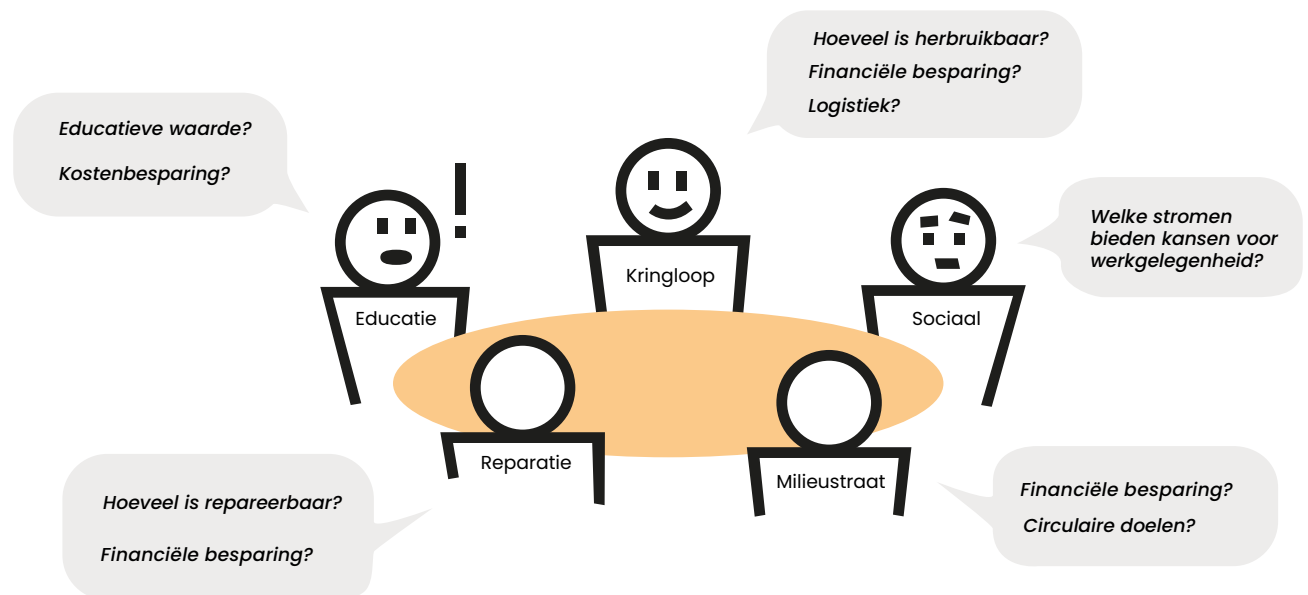 Hoeveel is herbruikbaar?
Financiële besparing?
Logistiek?
Educatieve waarde?
Kostenbesparing?
Welke stromen
bieden kansen voor
werkgelegenheid?
Kringloop
Educatie
Sociaal
Reparatie
Milieustraat
Hoeveel is repareerbaar?
Financiële besparing?
Financiële besparing?
Circulaire doelen?